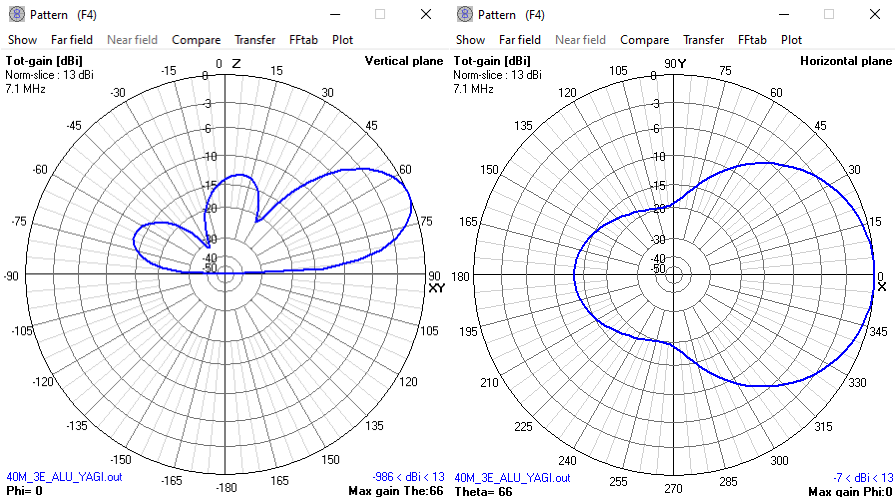 Pattern (F4)
Show Far field Near field Compare Transfer FFtab Plot
Tot-gain [dBi]
Vertical plane
Norm-slice : 13 dBi
7.1 MHz
0 Z
-15 15
-30 30
-45 45
-60 60
-75 75
-90 90
XY
-105 105
-120 120
-135 135
-150 150
-165 165
-180
0
-3
-6
-10
-15
-20
-30
-40
-50
40M_3E_ALU_YAGI.out
-986 < dBi < 13
Phi= 0
Max gain The:66
Pattern (F4)
Show Far field Near field Compare Transfer FFtab Plot
Tot-gain [dBi]
Horizontal plane
Norm-slice : 13 dBi
7.1 MHz
90 Y
105 75
120 60
135 45
150 30
165 15
180 0
X
195 345
210 330
225 315
240 300
255 285
270
0
-3
-6
-10
-15
-20
-30
-40
-50
40M_3E_ALU_YAGI.out
-7 < dBi < 13
Theta= 66
Max gain Phi:0